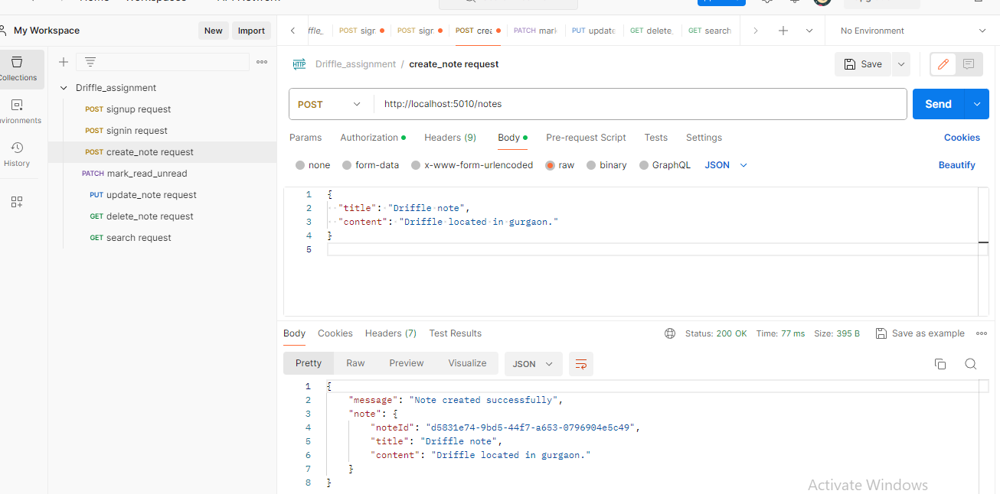 My Workspace New Import
POST sigr POST sigr POST crea PATCH mark PUT update GET delete_ GET search
No Environment
Collections
History
Driffle_assignment
POST signup request
POST signin request
POST create_note request
PATCH mark_read_unread
PUT update_note request
GET delete_note request
GET search request
HTTP Driffle_assignment / create_note request
Save
POST http://localhost:5010/notes
Send
Params Authorization Headers (9) Body Pre-request Script Tests Settings Cookies
none form-data x-www-form-urlencoded raw binary GraphQL JSON Beautify
1 {
2 "title": "Driffle note",
3 "content": "Driffle located in gurgaon."
4 }
5
Body Cookies Headers (7) Test Results
Status: 200 OK Time: 77 ms Size: 395 B Save as example
Pretty Raw Preview Visualize JSON
1 {
2 "message": "Note created successfully",
3 "note": {
4 "noteId": "d5831e74-9bd5-44f7-a653-0796904e5c49",
5 "title": "Driffle note",
6 "content": "Driffle located in gurgaon."
7 }
8 }
Activate Windows